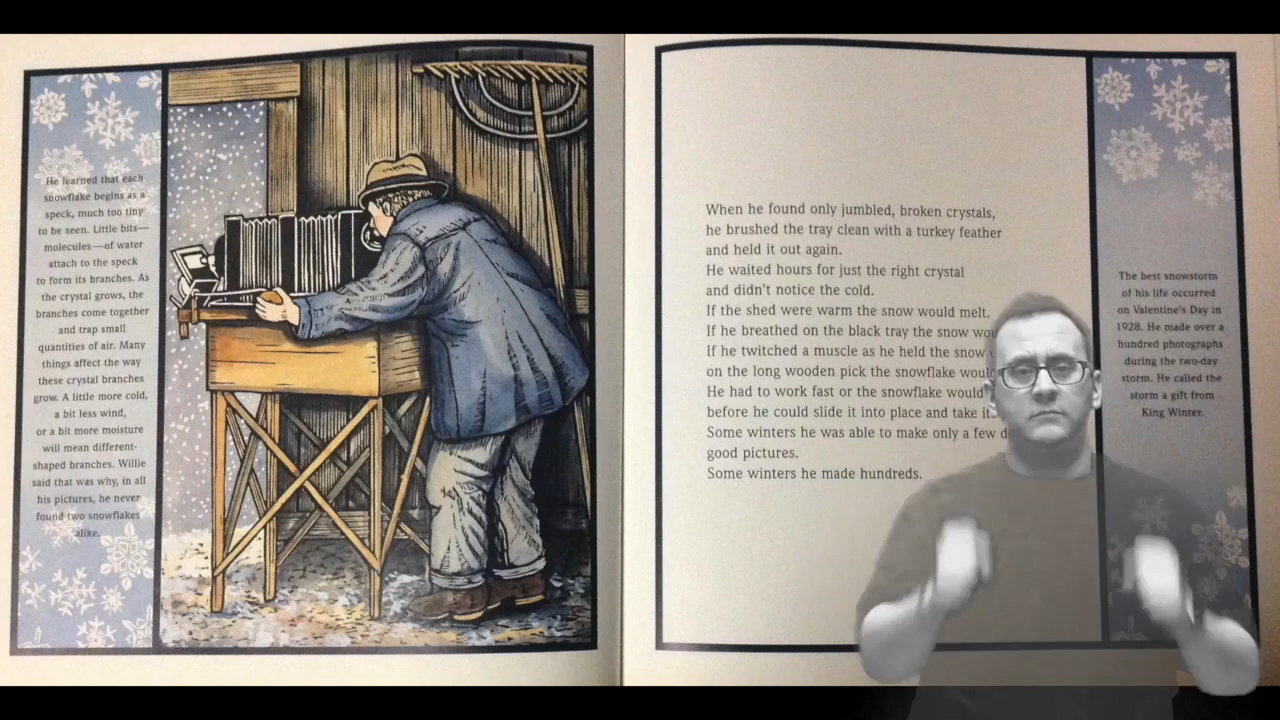 He learned that each
snowflake begins as a
speck, much too tiny
to be seen. Little bits—
molecules—of water
attach to the speck
to form its branches. As
the crystal grows, the
branches come together
and trap small
quantities of air. Many
things affect the way
these crystal branches
grow. A little more cold,
a bit less wind,
or a bit more moisture
will mean different-
shaped branches. Willie
said that was why, in all
his pictures, he never
found two snowflakes
alike.
When he found only jumbled, broken crystals,
he brushed the tray clean with a turkey feather
and held it out again.
He waited hours for just the right crystal
and didn't notice the cold.
If the shed were warm the snow would melt.
If he breathed on the black tray the snow
If he twitched a muscle as he held the snow
on the long wooden pick the snowflake
He had to work fast or the snowflake would
before he could slide it into place and take
Some winters he was able to make only a few
good pictures.
Some winters he made hundreds.
The best snowstorm
of his life occurred
on Valentine's Day in
1928. He made over a
hundred photographs
during the two-day
storm. He called the
storm a gift from
King Winter.